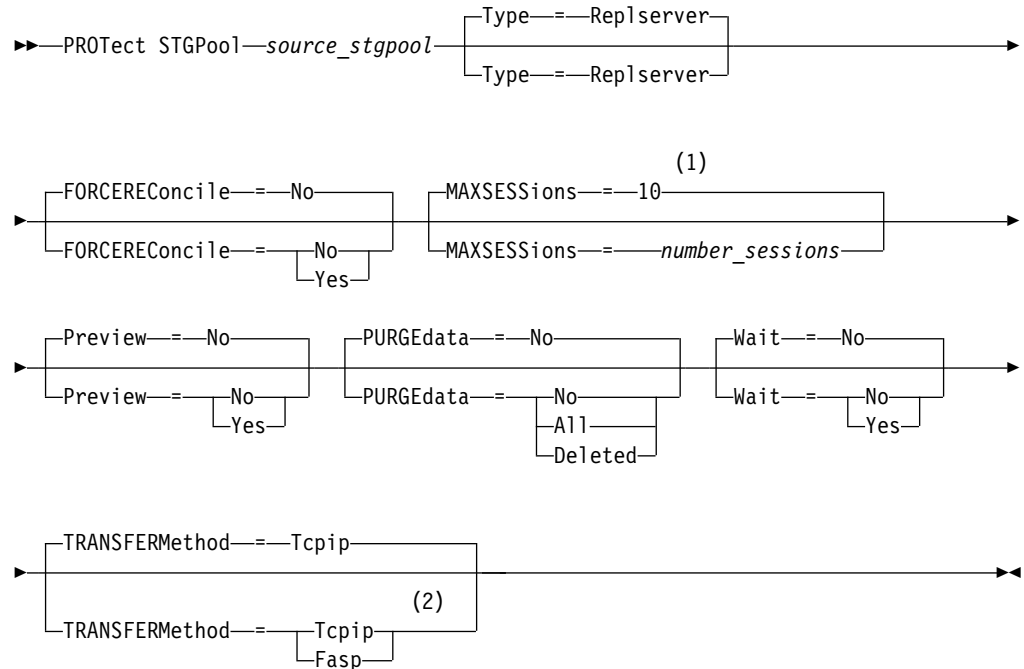 Type = Replserver
PROTect STGPool source_stgpool
Type = Replserver
(1)
FORCEREConcile = No MAXSESSions = 10
FORCEREConcile = No MAXSESSions = number_sessions
Yes
Preview = No PURGEdata = No Wait = No
Preview = No PURGEdata = No Wait = No
Yes All Yes
Deleted
TRANSFERMethod = Tcpip
(2)
TRANSFERMethod = Tcpip
Fasp